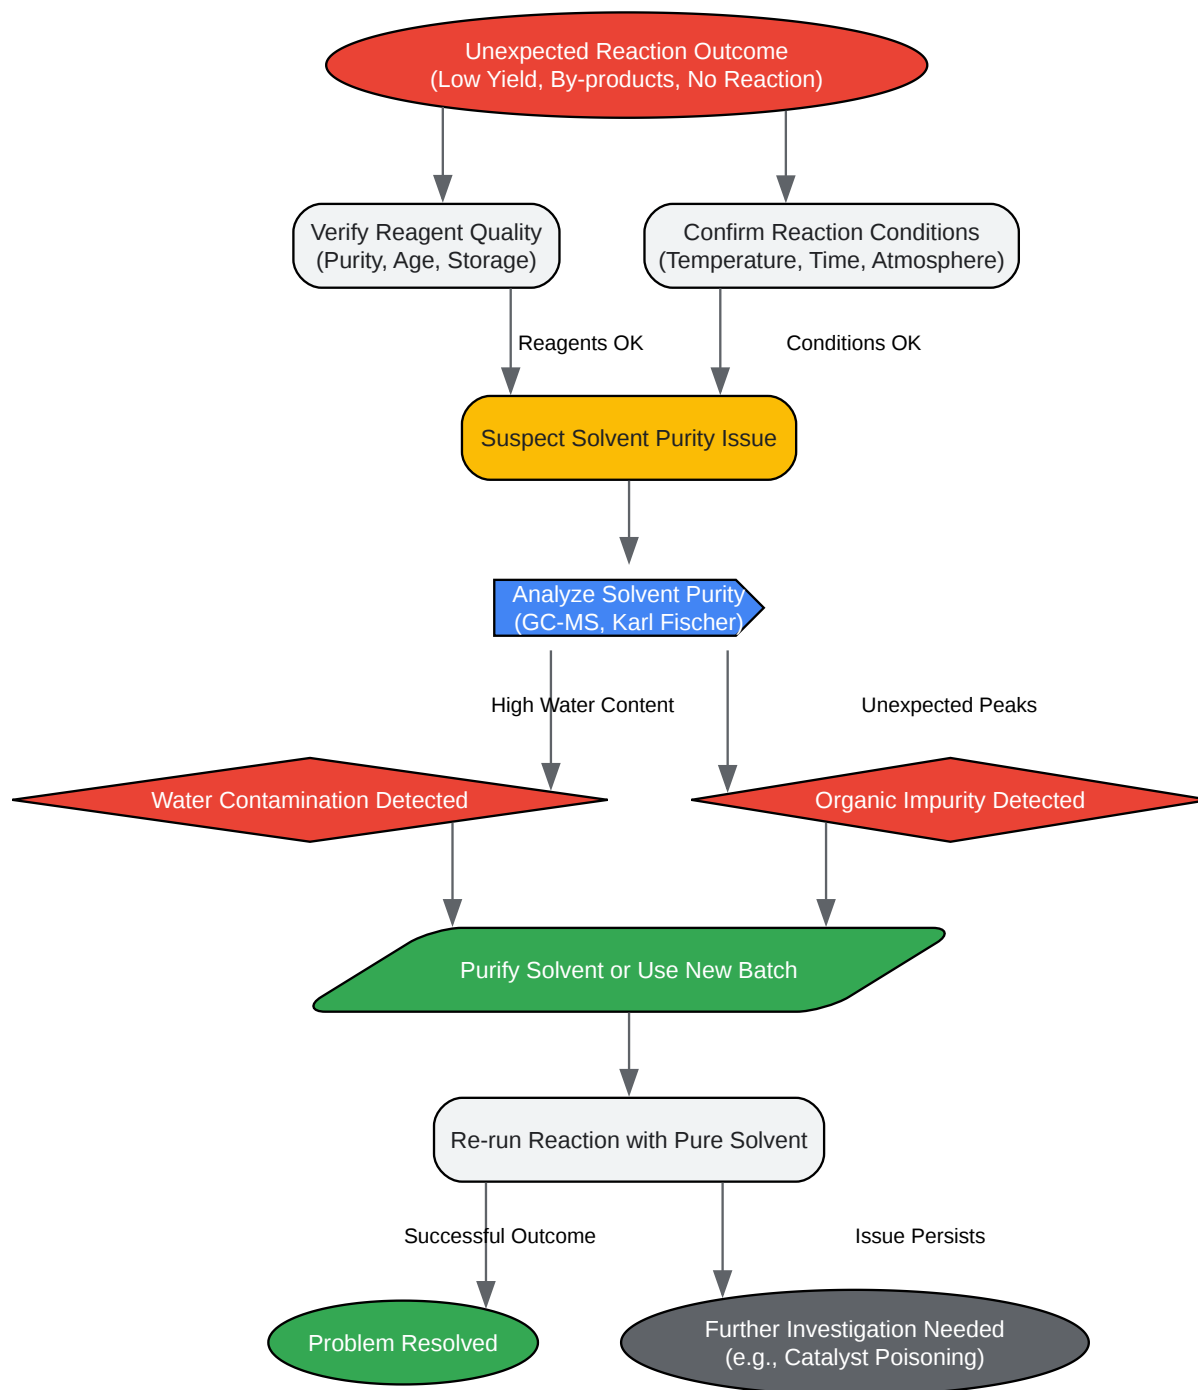 Unexpected Reaction Outcome
(Low Yield, By-products, No Reaction)
Verify Reagent Quality
(Purity, Age, Storage)
Confirm Reaction Conditions
(Temperature, Time, Atmosphere)
Reagents OK
Conditions OK
Suspect Solvent Purity Issue
Analyze Solvent Purity
(GC-MS, Karl Fischer)
High Water Content
Unexpected Peaks
Water Contamination Detected
Organic Impurity Detected
Purify Solvent or Use New Batch
Re-run Reaction with Pure Solvent
Successful Outcome
Issue Persists
Problem Resolved
Further Investigation Needed
(e.g., Catalyst Poisoning)